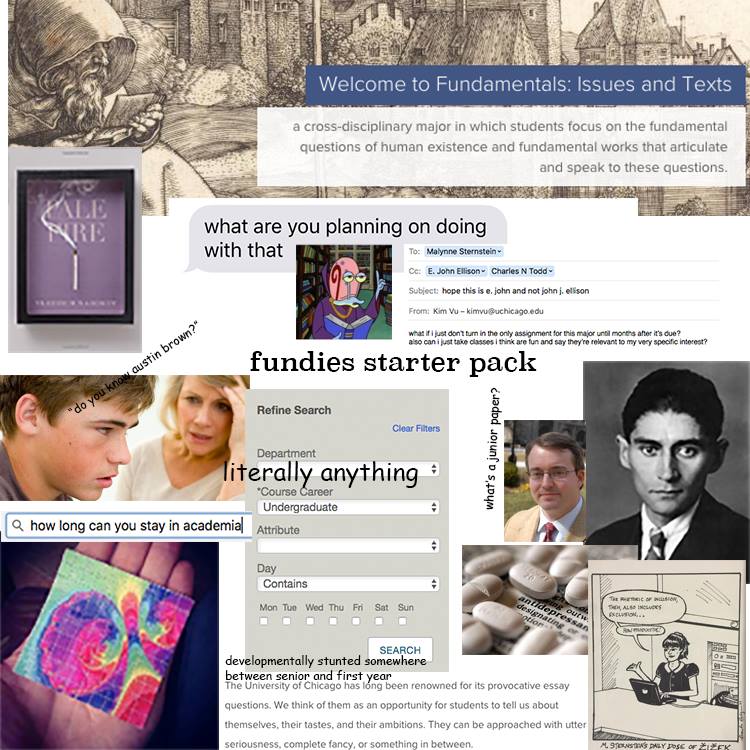 Welcome to Fundamentals: Issues and Texts
a cross-disciplinary major in which students focus on the fundamental
questions of human existence and fundamental works that articulate
and speak to these questions.
PALE
FIRE
VLADIMIR NABOKOV
what are you planning on doing
with that
To: Malynne Sternstein
Cc: E. John Ellison Charles N Todd
Subject: hope this is e. john and not john j. ellison
From: Kim Vu – kimvu@uchicago.edu
what if i just don't turn in the only assignment for this major until months after it's due?
also can i just take classes i think are fun and say they're relevant to my very specific interest?
"do you know austin brown?"
fundies starter pack
Refine Search
Clear Filters
Department
literally anything
*Course Career
Undergraduate
Attribute
Day
Contains
Mon Tue Wed Thu Fri Sat Sun
SEARCH
what's a junior paper?
how long can you stay in academia
antidepressa
designating
THE RHETORIC OF INCLUSION,
THEN, ALSO INCLUDES
EXCLUSION...
HOW PRODUCTIVE!
M. STERNSTEIN'S DAILY DOSE OF ŽIŽEK
developmentally stunted somewhere
between senior and first year
The University of Chicago has long been renowned for its provocative essay
questions. We think of them as an opportunity for students to tell us about
themselves, their tastes, and their ambitions. They can be approached with utter
seriousness, complete fancy, or something in between.